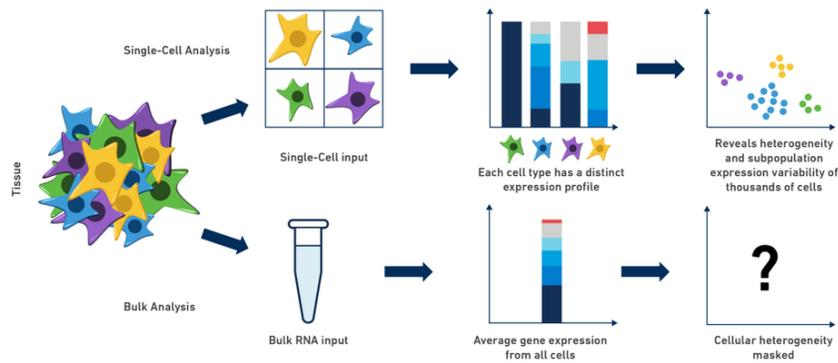 Single-Cell Analysis
Tissue
Single-Cell input
Each cell type has a distinct
expression profile
Reveals heterogeneity
and subpopulation
expression variability of
thousands of cells
Bulk Analysis
Bulk RNA input
Average gene expression
from all cells
?
Cellular heterogeneity
masked